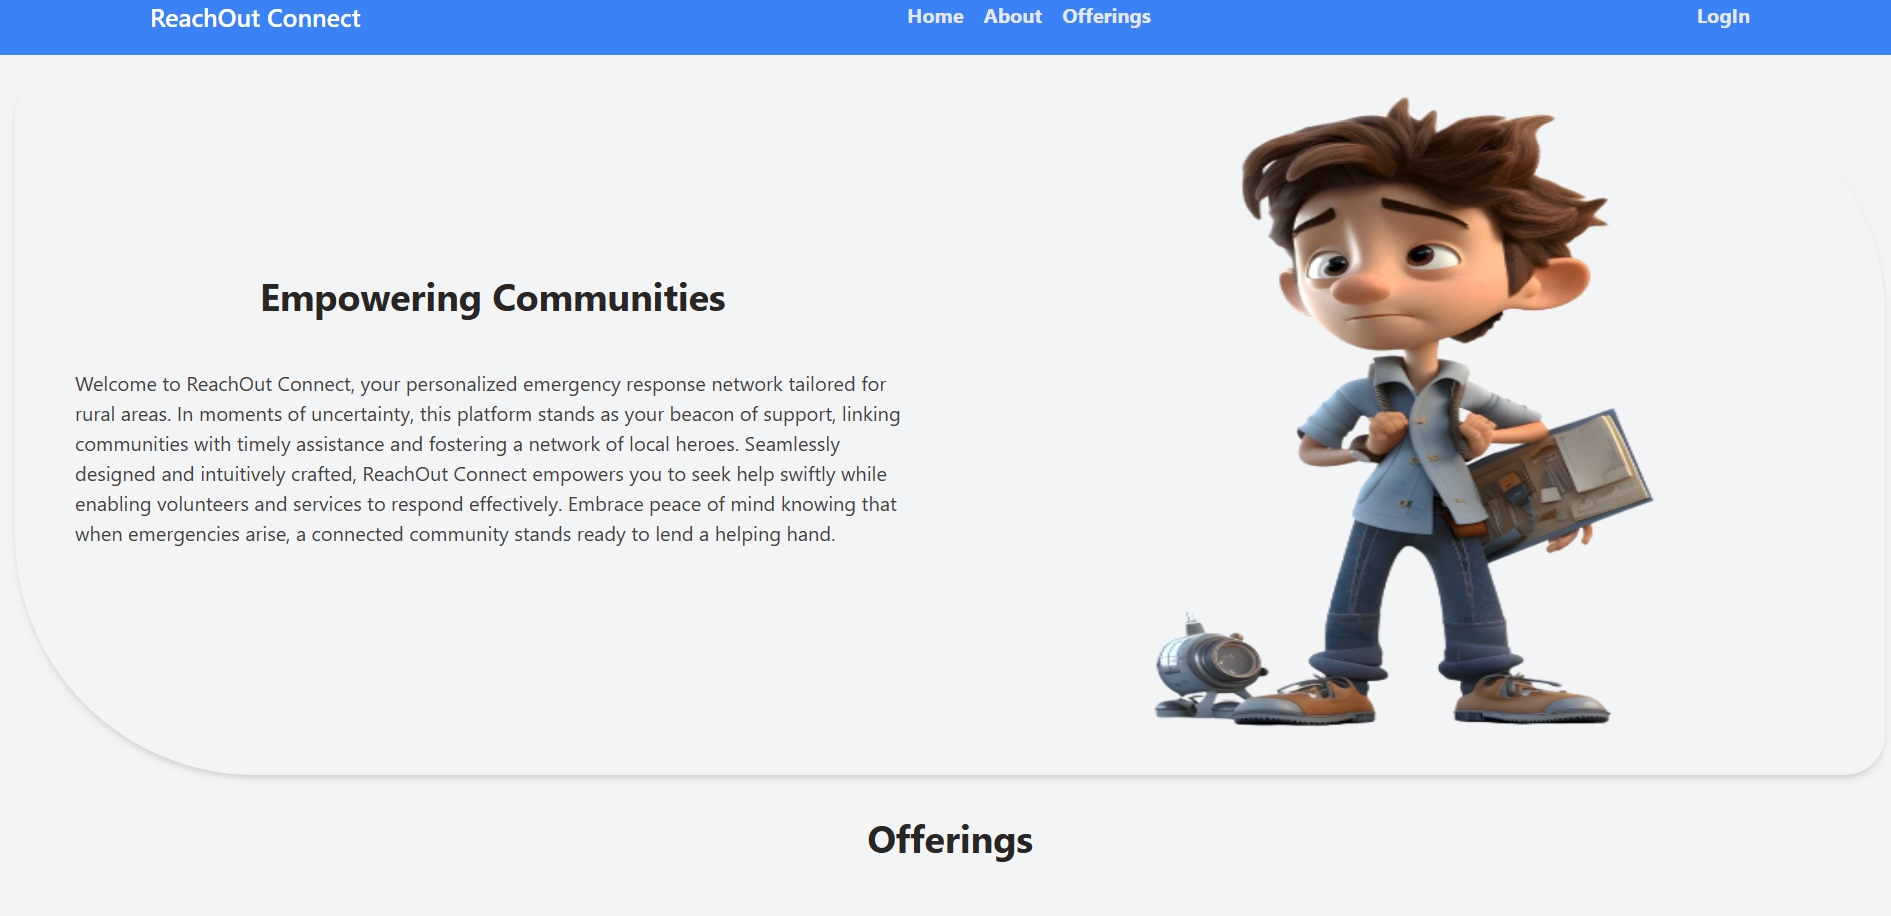 ReachOut Connect
Home About Offerings
LogIn
Empowering Communities
Welcome to ReachOut Connect, your personalized emergency response network tailored for
rural areas. In moments of uncertainty, this platform stands as your beacon of support, linking
communities with timely assistance and fostering a network of local heroes. Seamlessly
designed and intuitively crafted, ReachOut Connect empowers you to seek help swiftly while
enabling volunteers and services to respond effectively. Embrace peace of mind knowing that
when emergencies arise, a connected community stands ready to lend a helping hand.
Offerings